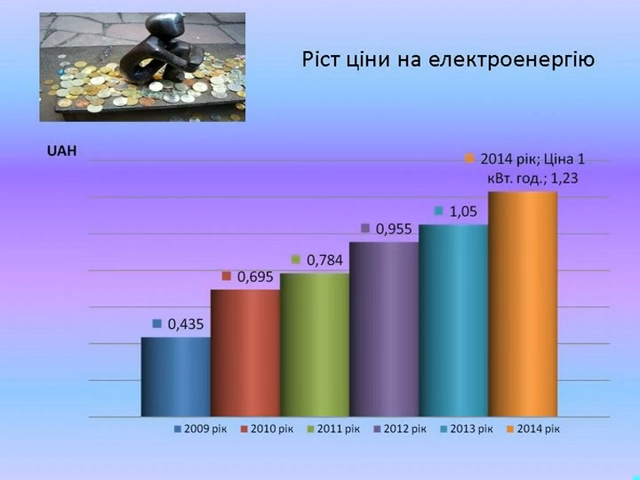 Ріст ціни на електроенергію
UAH
2014 рік; Ціна 1
кВт. год.; 1,23
1,05
0,955
0,784
0,695
0,435
2009 рік 2010 рік 2011 рік 2012 рік 2013 рік 2014 рік